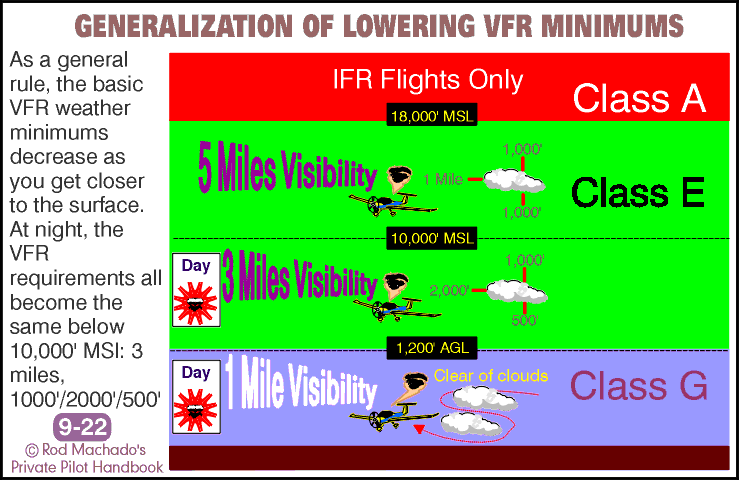 GENERALIZATION OF LOWERING VFR MINIMUMS
As a general
rule, the basic
VFR weather
minimums
decrease as
you get closer
to the surface.
At night, the
VFR
requirements all
become the
same below
10,000' MSl: 3
miles,
1000'/2000'/500'
9-22
© Rod Machado's
Private Pilot Handbook
IFR Flights Only
Class A
18,000' MSL
5 Miles Visibility
1 Mile
1,000'
1,000'
Class E
10,000' MSL
Day
3 Miles Visibility
2,000'
1,000'
500'
1,200' AGL
Day
1 Mile Visibility
Clear of clouds
Class G